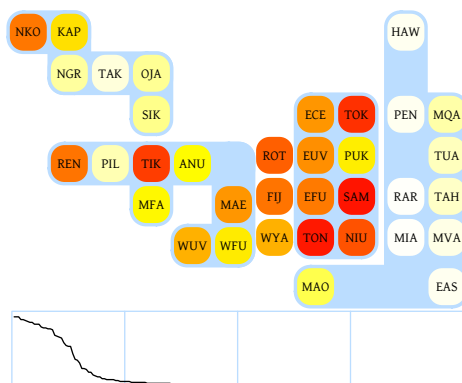 NKO KAP HAW
NGR TAK OJA
SIK ECE TOK PEN MQA
REN PIL TIK ANU ROT EUV PUK TUA
MFA MAE FIJ EFU SAM RAR TAH
WUV WFU WYA TON NIU MIA MVA
MAO EAS